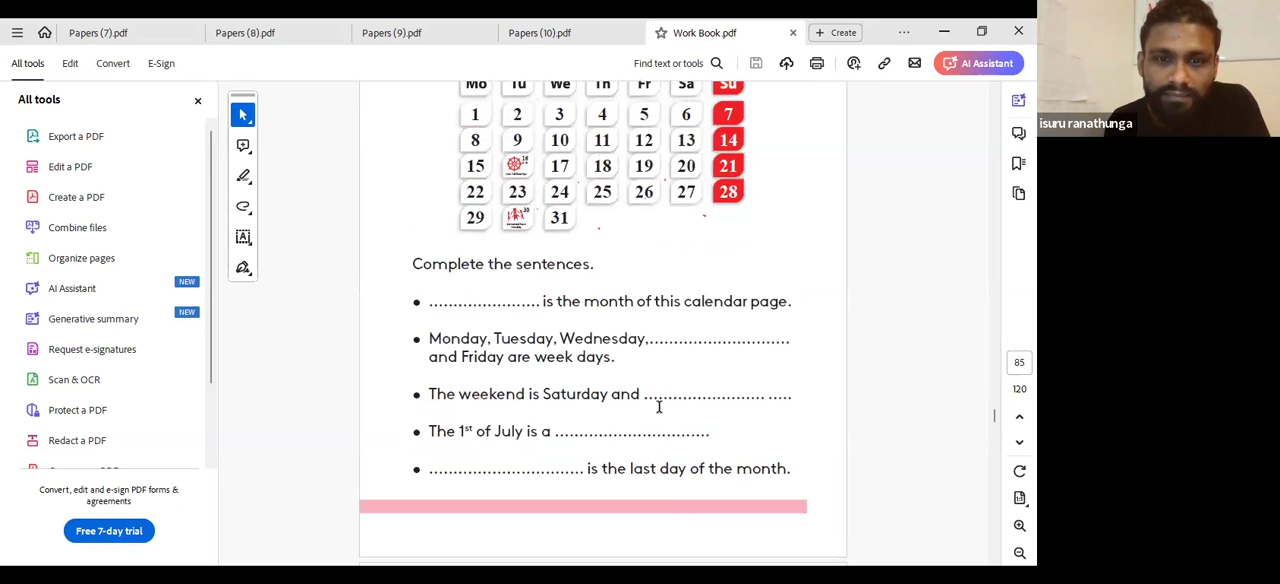 Papers (7).pdf Papers (8).pdf Papers (9).pdf Papers (10).pdf Work Book.pdf × + Create ...
All tools Edit Convert E-Sign Find text or tools AI Assistant
isuru ranathunga
All tools ×
Export a PDF
Edit a PDF
Create a PDF
Combine files
Organize pages
AI Assistant NEW
Generative summary NEW
Request e-signatures
Scan & OCR
Protect a PDF
Redact a PDF
Convert, edit and e-sign PDF forms &
agreements
Free 7-day trial
Mo Tu We Th Fr Sa Su
1 2 3 4 5 6 7
8 9 10 11 12 13 14
15 16 17 18 19 20 21
22 23 24 25 26 27 28
29 30 31
Complete the sentences.
• ....................... is the month of this calendar page.
• Monday, Tuesday, Wednesday,.............................
and Friday are week days.
• The weekend is Saturday and ......................... .....
• The 1st of July is a ................................
• ................................ is the last day of the month.
85
120